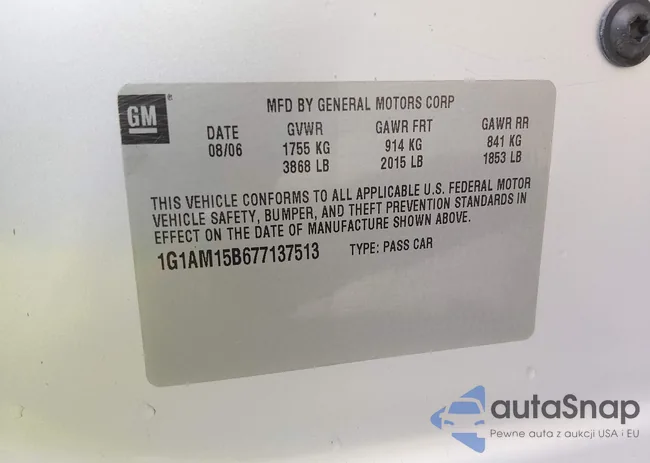 GM
®
MFD BY GENERAL MOTORS CORP
DATE GVWR GAWR FRT GAWR RR
08/06 1755 KG 914 KG 841 KG
3868 LB 2015 LB 1853 LB
THIS VEHICLE CONFORMS TO ALL APPLICABLE U.S. FEDERAL MOTOR
VEHICLE SAFETY, BUMPER, AND THEFT PREVENTION STANDARDS IN
EFFECT ON THE DATE OF MANUFACTURE SHOWN ABOVE.
1G1AM15B677137513 TYPE: PASS CAR
autaSnap
Pewne auta z aukcji USA i EU